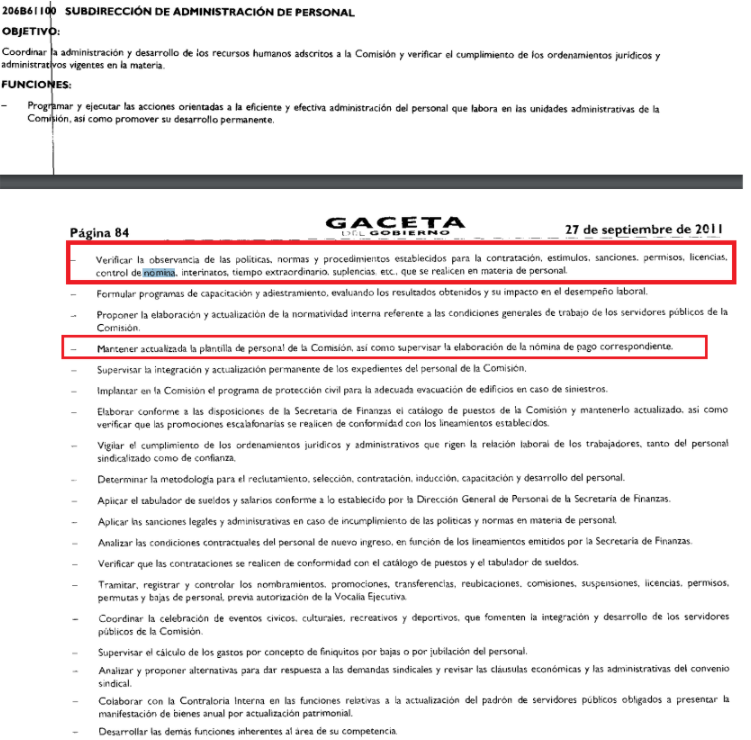 206B61100 SUBDIRECCIÓN DE ADMINISTRACIÓN DE PERSONAL
OBJETIVO:
Coordinar la administración y desarrollo de los recursos humanos adscritos a la Comisión y verificar el cumplimiento de los ordenamientos jurídicos y
administrativos vigentes en la materia.
FUNCIONES:
– Programar y ejecutar las acciones orientadas a la eficiente y efectiva administración del personal que labora en las unidades administrativas de la
Comisión, así como promover su desarrollo permanente.
Página 84 GACETA DEL GOBIERNO 27 de septiembre de 2011
– Verificar la observancia de las políticas, normas y procedimientos establecidos para la contratación, estímulos, sanciones, permisos, licencias,
control de nómina, interinatos, tiempo extraordinario, suplencias, etc., que se realicen en materia de personal.
– Formular programas de capacitación y adiestramiento, evaluando los resultados obtenidos y su impacto en el desempeño laboral.
– Proponer la elaboración y actualización de la normatividad interna referente a las condiciones generales de trabajo de los servidores públicos de la
Comisión.
– Mantener actualizada la plantilla de personal de la Comisión, así como supervisar la elaboración de la nómina de pago correspondiente.
– Supervisar la integración y actualización permanente de los expedientes del personal de la Comisión.
– Implantar en la Comisión el programa de protección civil para la adecuada evacuación de edificios en caso de siniestros.
– Elaborar conforme a las disposiciones de la Secretaría de Finanzas el catálogo de puestos de la Comisión y mantenerlo actualizado, así como
verificar que las promociones escalafonarias se realicen de conformidad con los lineamientos establecidos.
– Vigilar el cumplimiento de los ordenamientos jurídicos y administrativos que rigen la relación laboral de los trabajadores, tanto del personal
sindicalizado como de confianza.
– Determinar la metodología para el reclutamiento, selección, contratación, inducción, capacitación y desarrollo del personal.
– Aplicar el tabulador de sueldos y salarios conforme a lo establecido por la Dirección General de Personal de la Secretaría de Finanzas.
– Aplicar las sanciones legales y administrativas en caso de incumplimiento de las políticas y normas en materia de personal.
– Analizar las condiciones contractuales del personal de nuevo ingreso, en función de los lineamientos emitidos por la Secretaría de Finanzas.
– Verificar que las contrataciones se realicen de conformidad con el catálogo de puestos y el tabulador de sueldos.
– Tramitar, registrar y controlar los nombramientos, promociones, transferencias, reubicaciones, comisiones, suspensiones, licencias, permisos,
permutas y bajas de personal, previa autorización de la Vocalía Ejecutiva.
– Coordinar la celebración de eventos cívicos, culturales, recreativos y deportivos, que fomenten la integración y desarrollo de los servidores
públicos de la Comisión.
– Supervisar el cálculo de los gastos por concepto de finiquitos por bajas o por jubilación del personal.
– Analizar y proponer alternativas para dar respuesta a las demandas sindicales y revisar las cláusulas económicas y las administrativas del convenio
sindical.
– Colaborar con la Contraloría Interna en las funciones relativas a la actualización del padrón de servidores públicos obligados a presentar la
manifestación de bienes anual por actualización patrimonial.
– Desarrollar las demás funciones inherentes al área de su competencia.